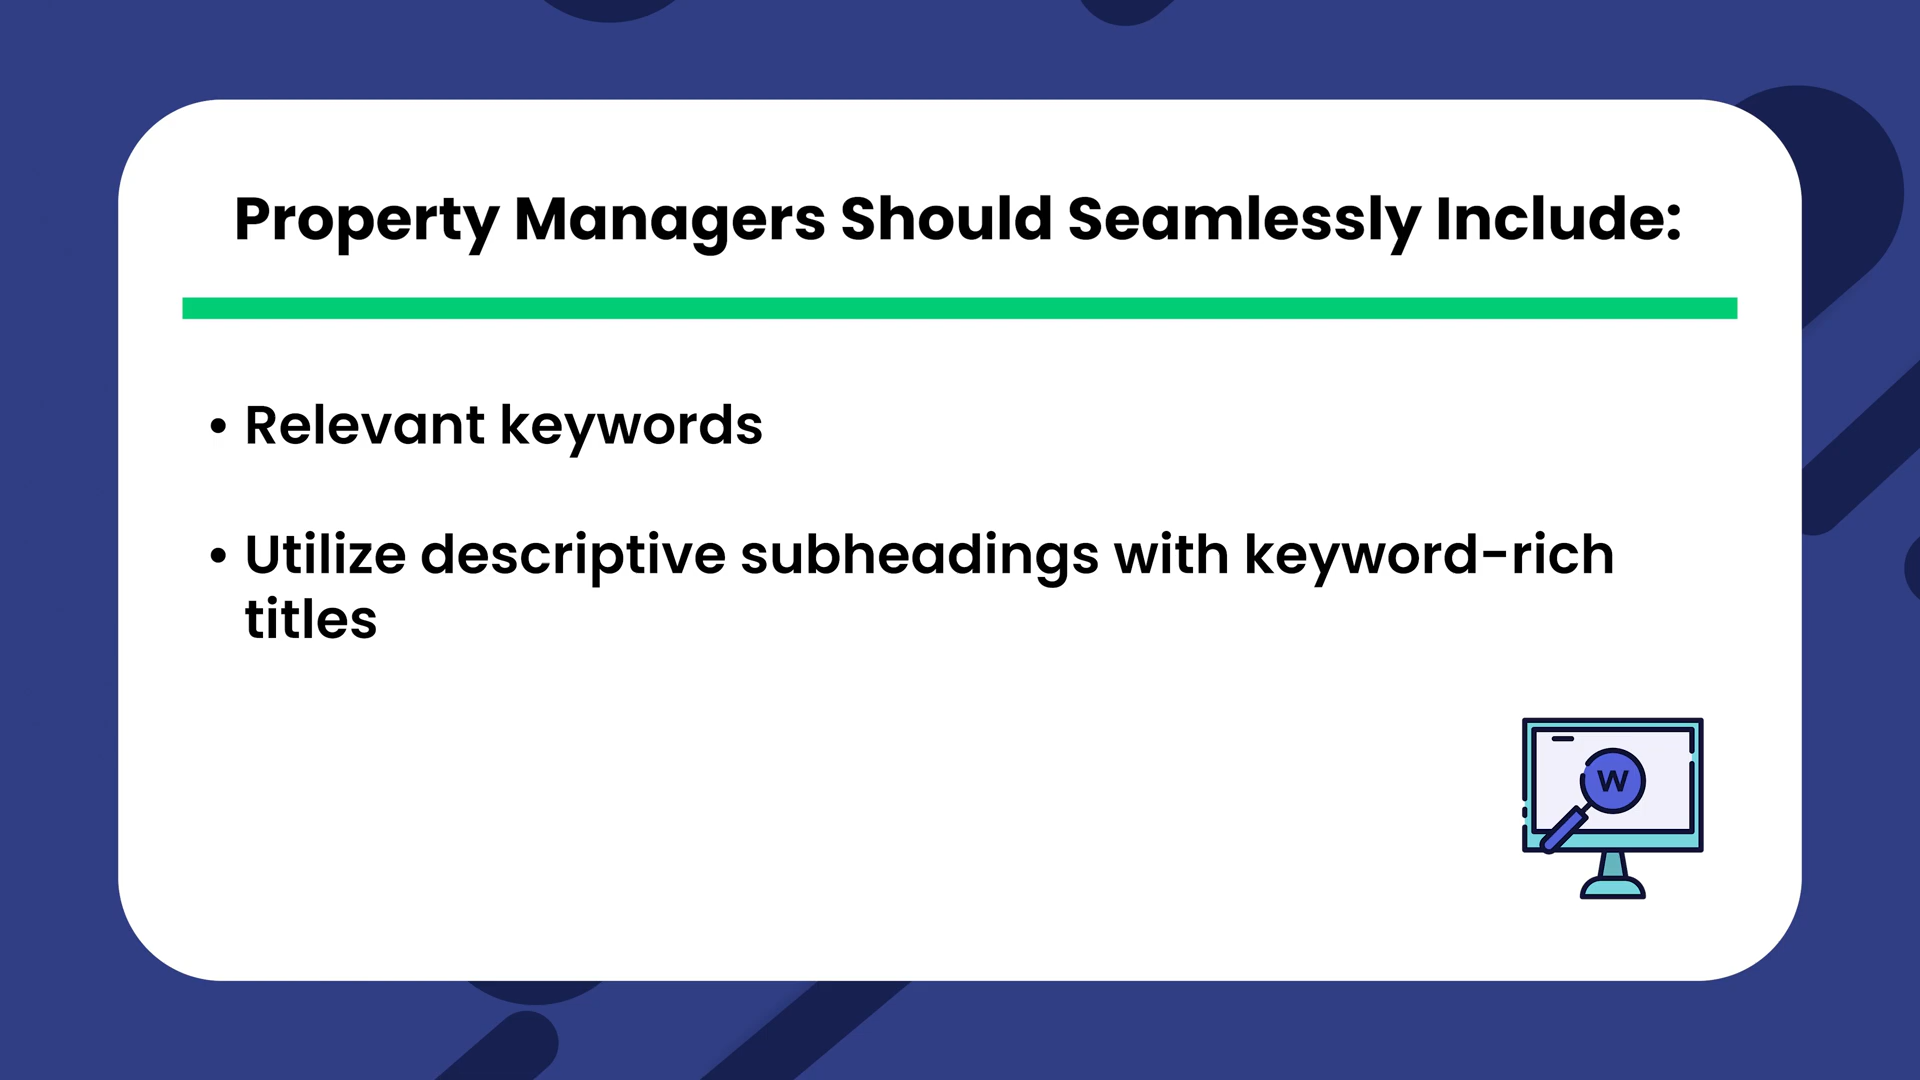 Property Managers Should Seamlessly Include:
• Relevant keywords
• Utilize descriptive subheadings with keyword-rich
titles
W